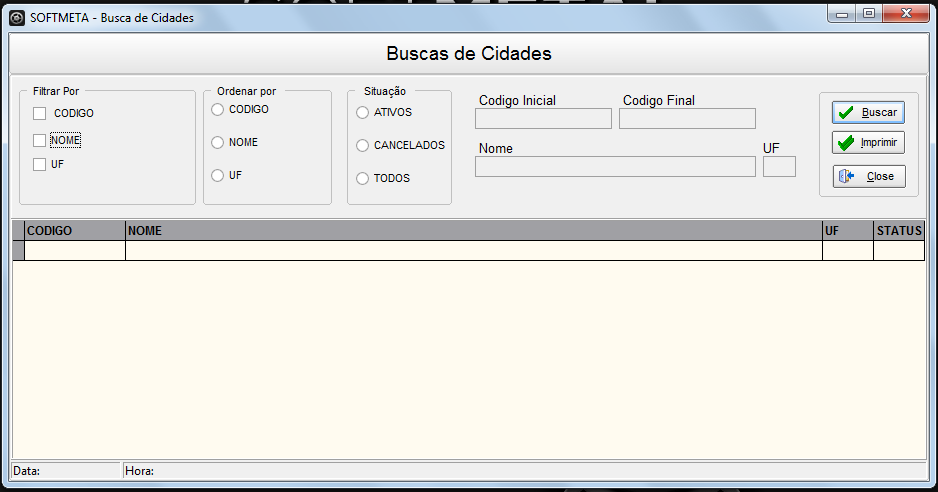 SOFTMETA - Busca de Cidades
Buscas de Cidades
Filtrar Por
CODIGO
NOME
UF
Ordenar por
CODIGO
NOME
UF
Situação
ATIVOS
CANCELADOS
TODOS
Codigo Inicial
Codigo Final
Nome
UF
Buscar
Imprimir
Close
CODIGO NOME UF STATUS
Data: Hora: